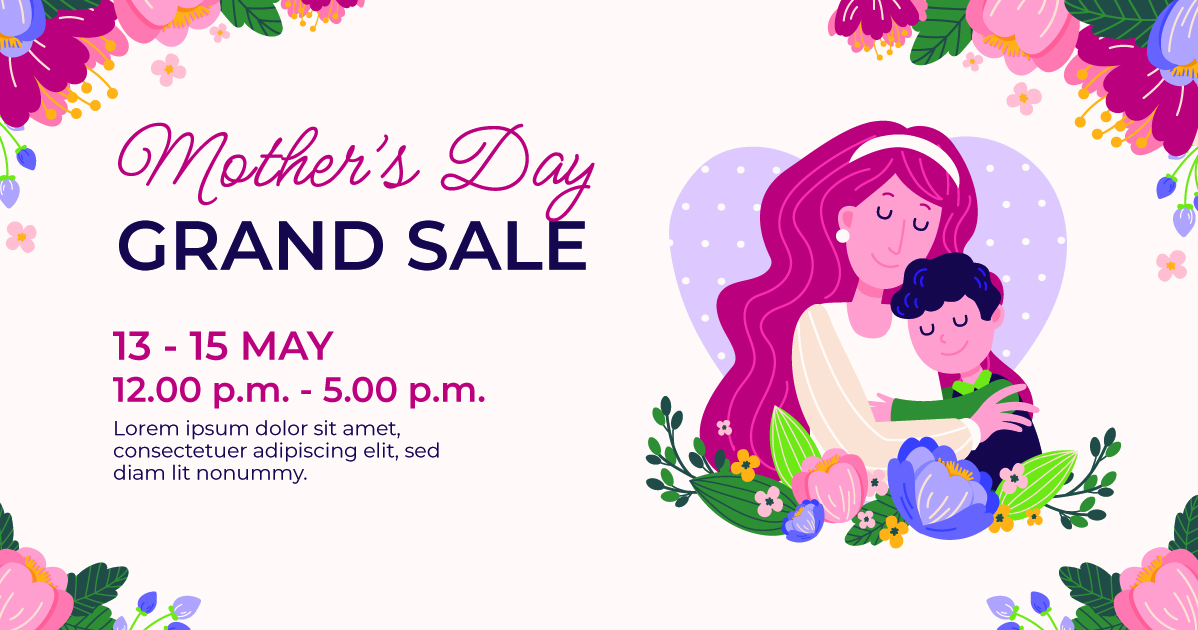 Mother's Day
GRAND SALE
13 - 15 MAY
12.00 p.m. - 5.00 p.m.
Lorem ipsum dolor sit amet,
consectetuer adipiscing elit, sed
diam lit nonummy.